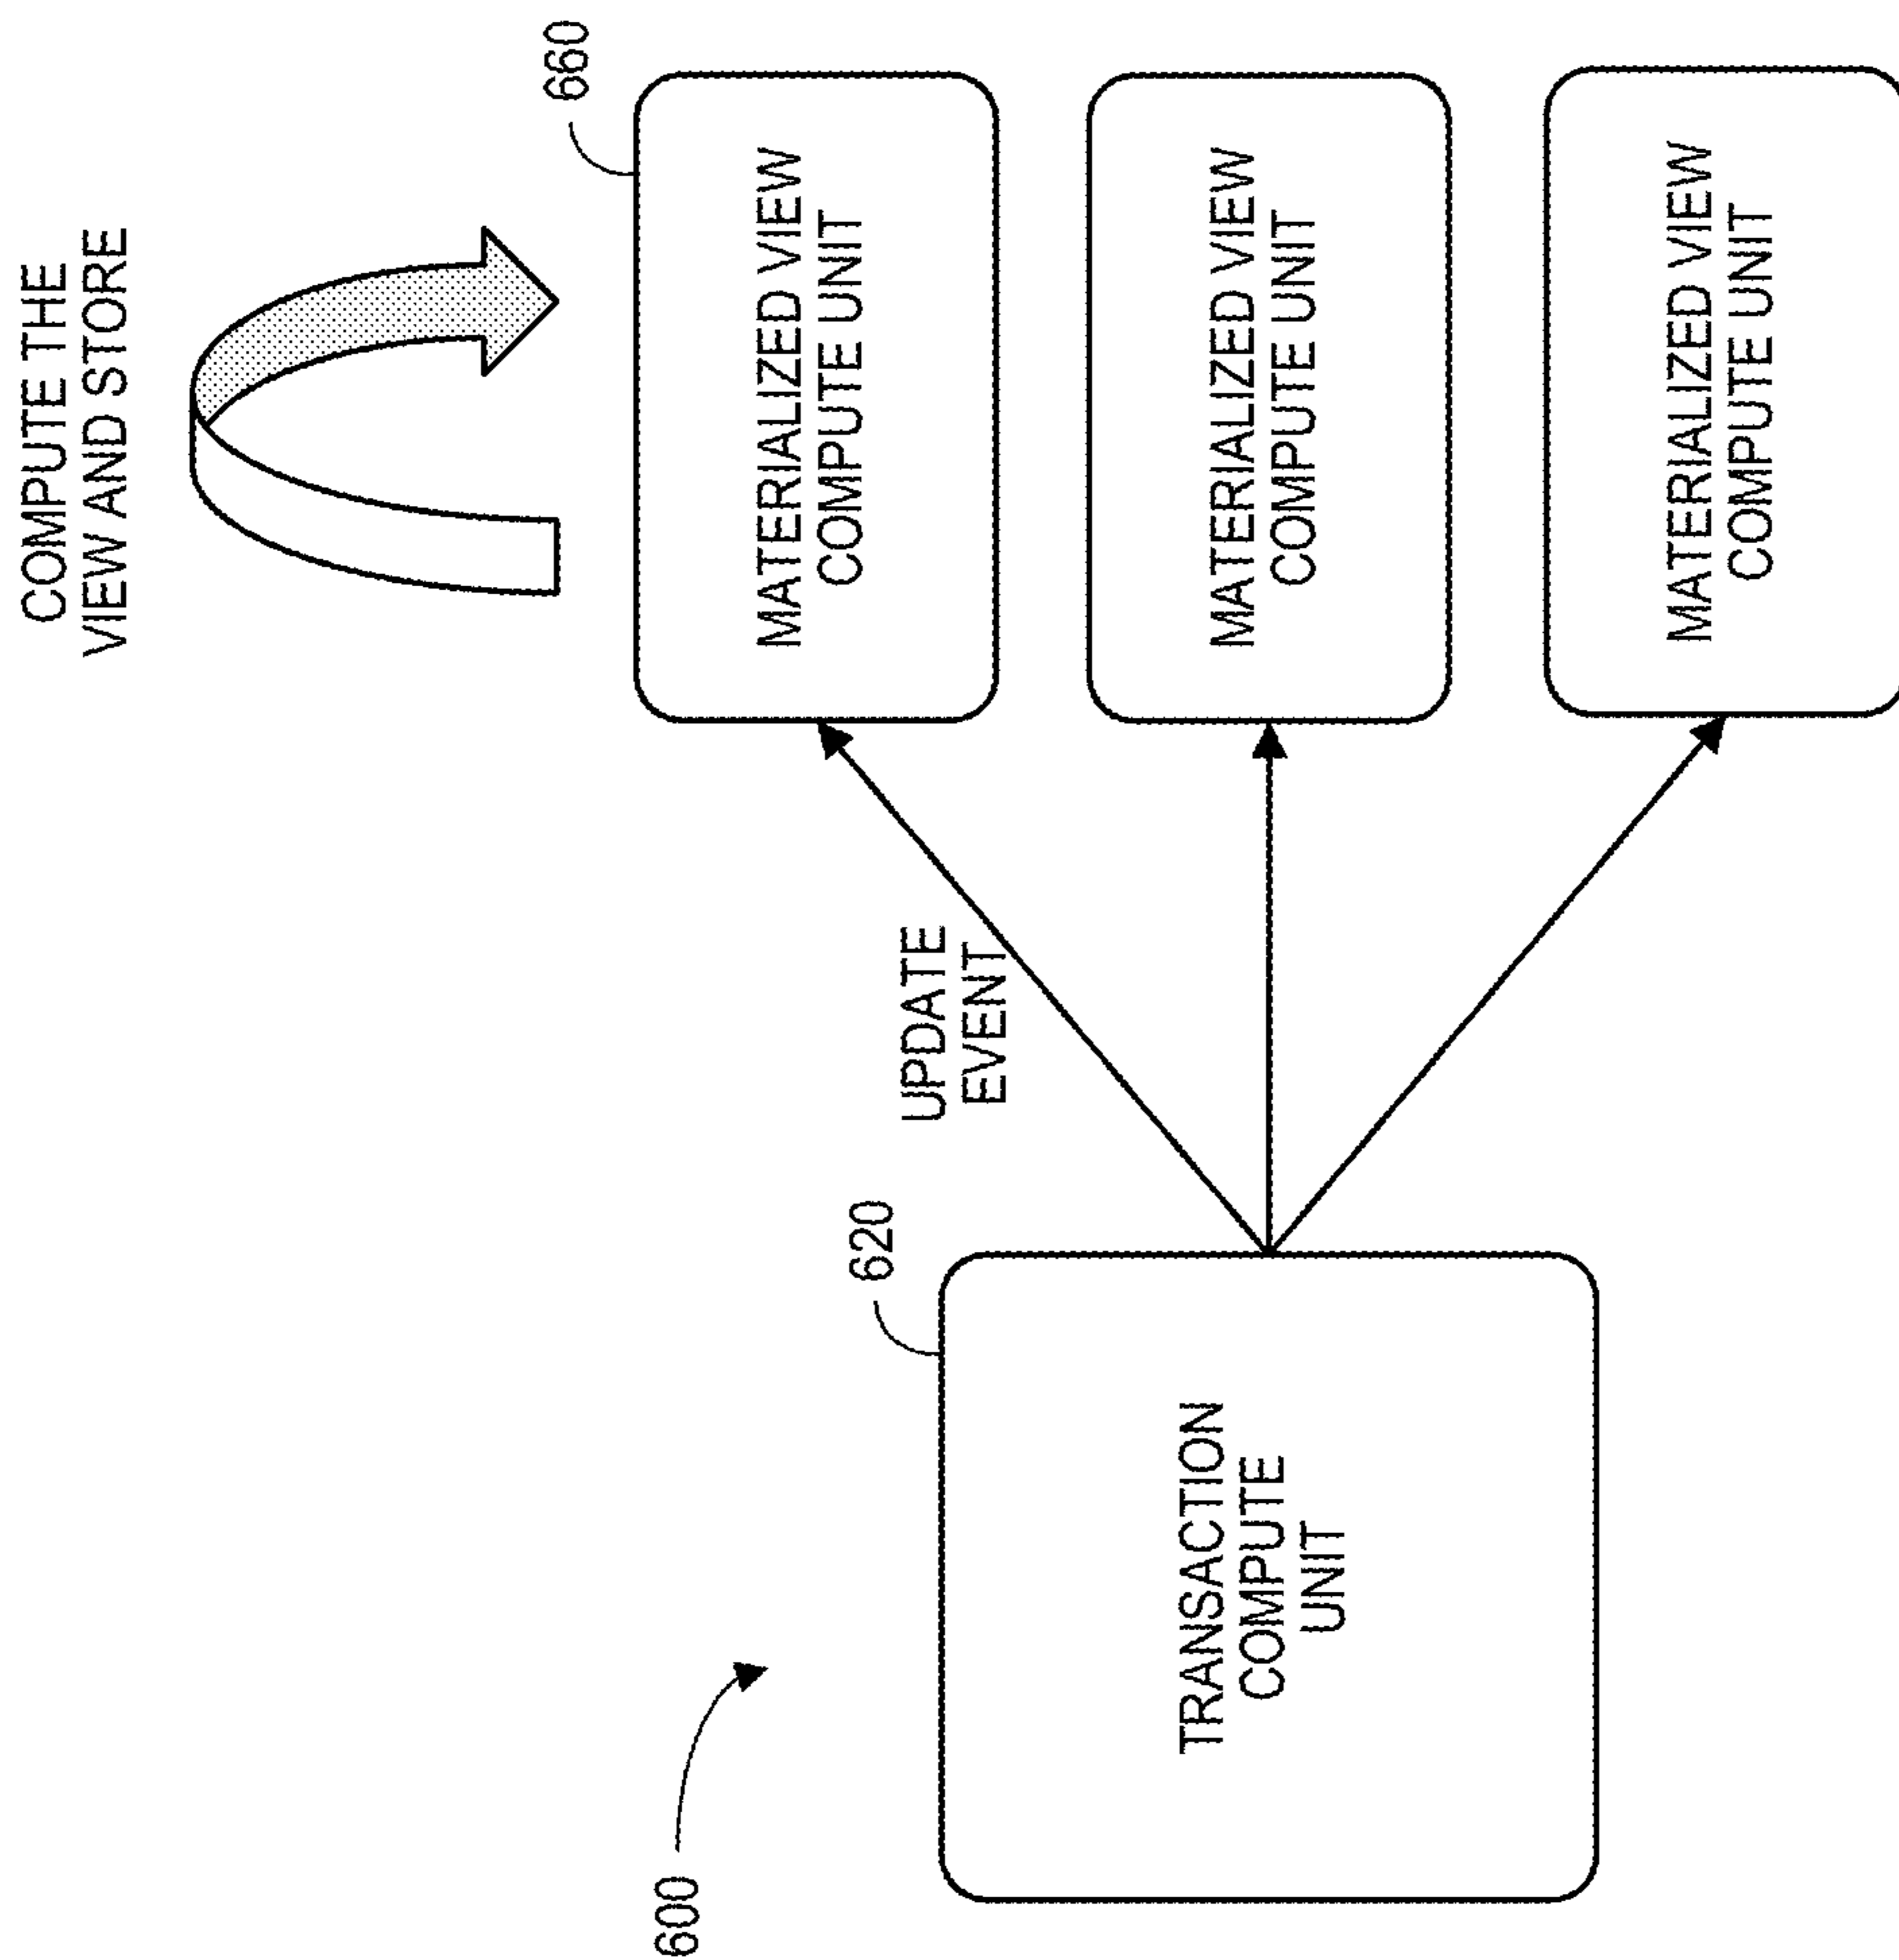 600
620
TRANSACTION
COMPUTE
UNIT
UPDATE
EVENT
COMPUTE THE
VIEW AND STORE
660
MATERIALIZED VIEW
COMPUTE UNIT
MATERIALIZED VIEW
COMPUTE UNIT
MATERIALIZED VIEW
COMPUTE UNIT